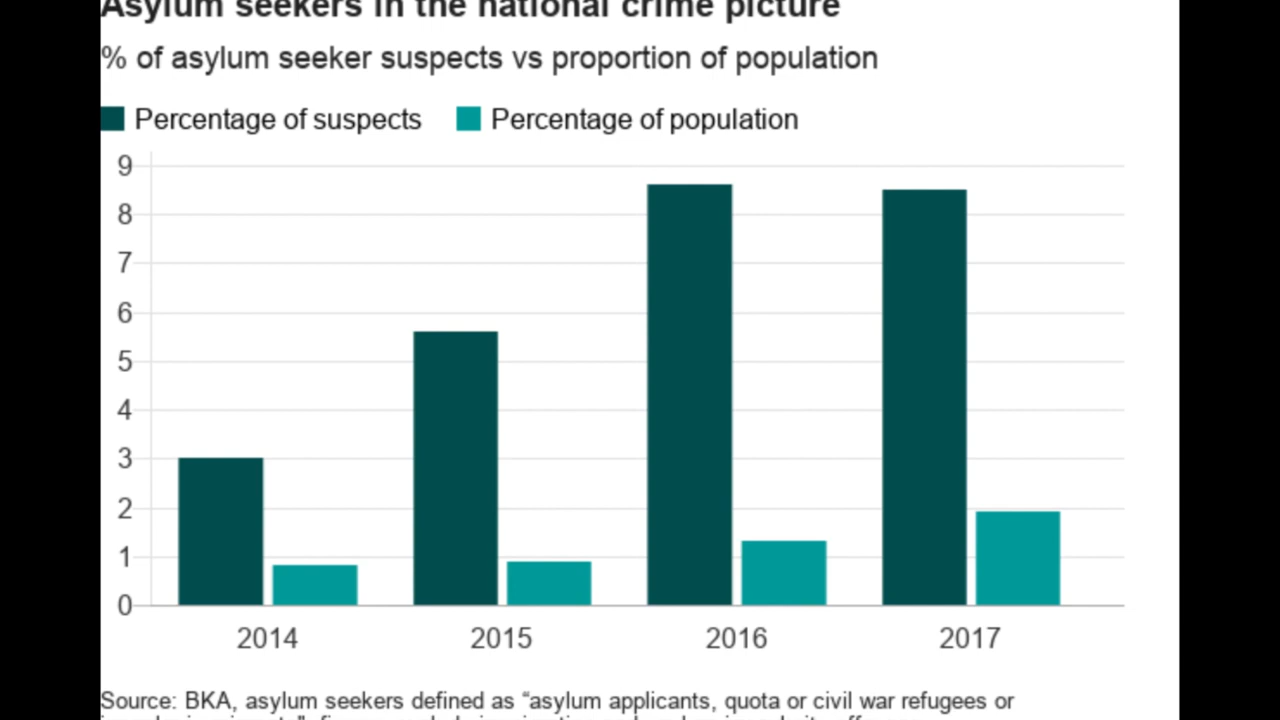 Asylum seekers in the national crime picture
% of asylum seeker suspects vs proportion of population
Percentage of suspects Percentage of population
9
8
7
6
5
4
3
2
1
0
2014 2015 2016 2017
Source: BKA, asylum seekers defined as “asylum applicants, quota or civil war refugees or